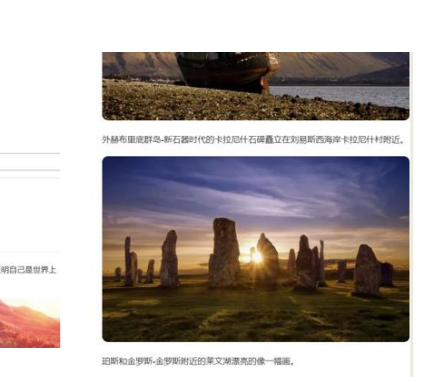 外赫布里底群岛-新石器时代的卡拉尼什石碑矗立在刘易斯西海岸卡拉尼什村附近。
明自己是世界上
珀斯和金罗斯-金罗斯附近的莱文湖漂亮的像一幅画。